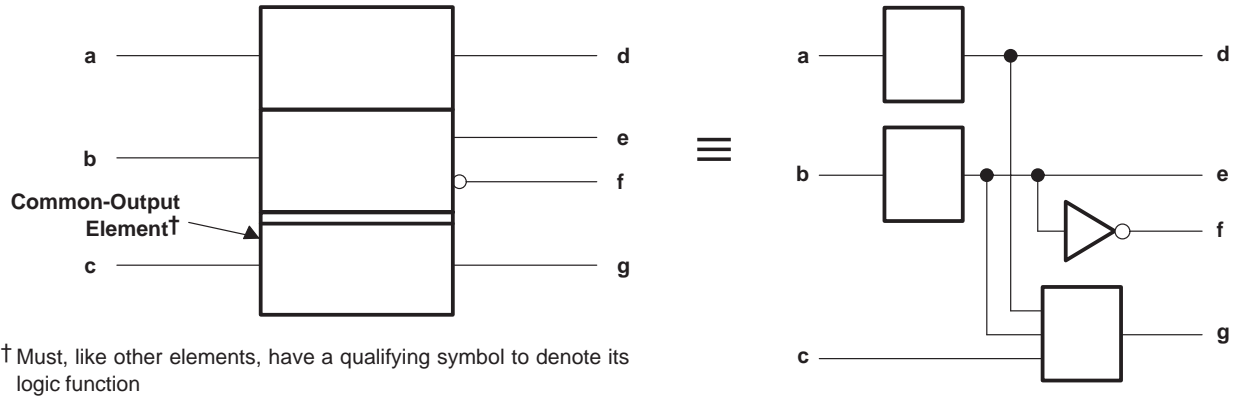 a
d
b
e
f
Common-Output
Element†
c
g
† Must, like other elements, have a qualifying symbol to denote its
logic function
≡
a
d
b
e
f
g
c